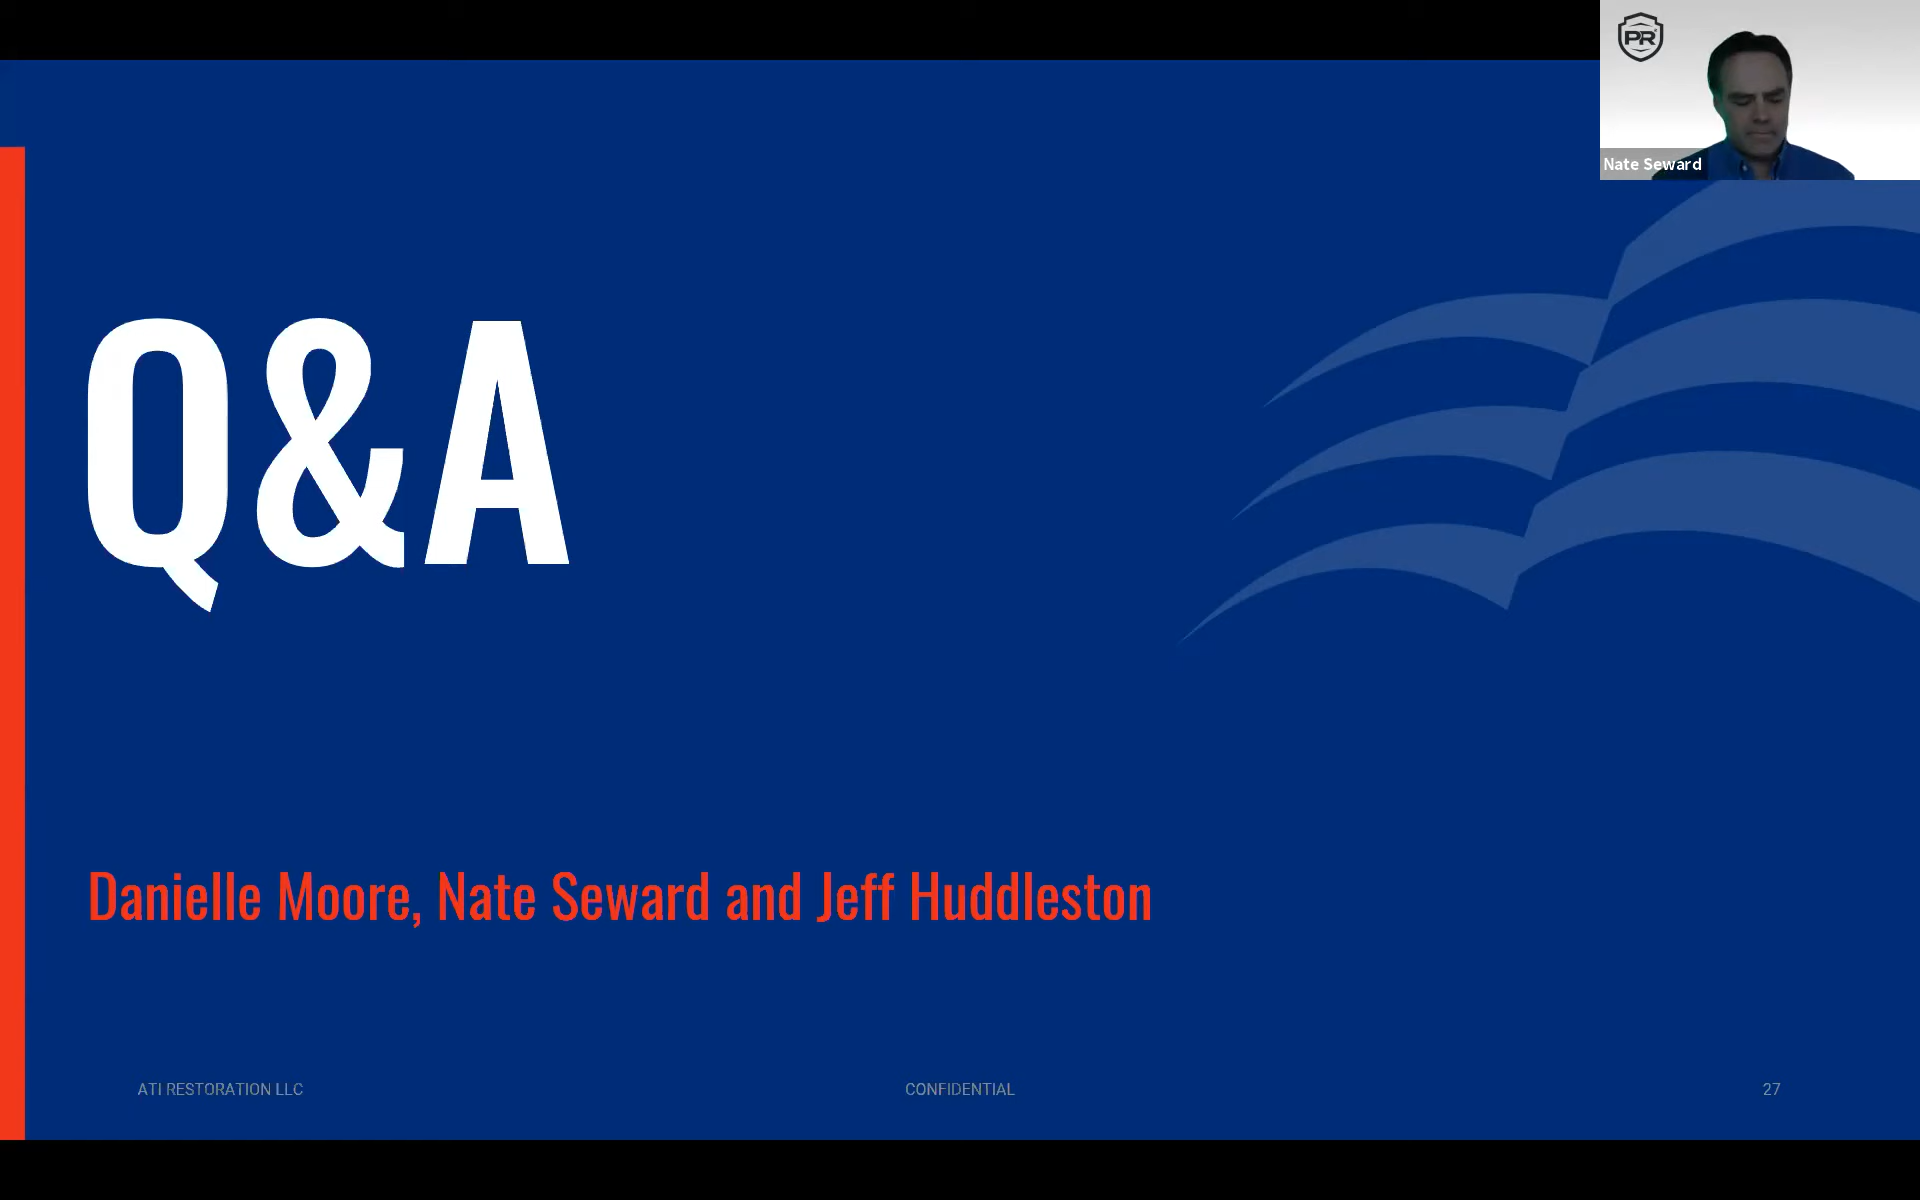 PR
Nate Seward
Q&A
Danielle Moore, Nate Seward and Jeff Huddleston
ATI RESTORATION LLC
CONFIDENTIAL
27